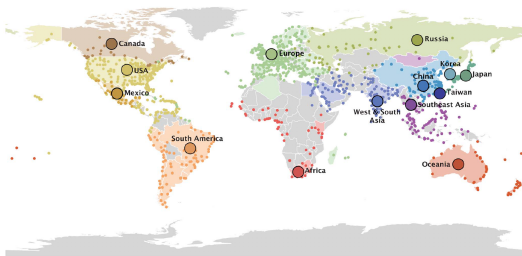 Canada
Russia
Europe
Korea
USA
China
Japan
Mexico
Taiwan
Southeast Asia
West & South
Asia
South America
Oceania
Africa